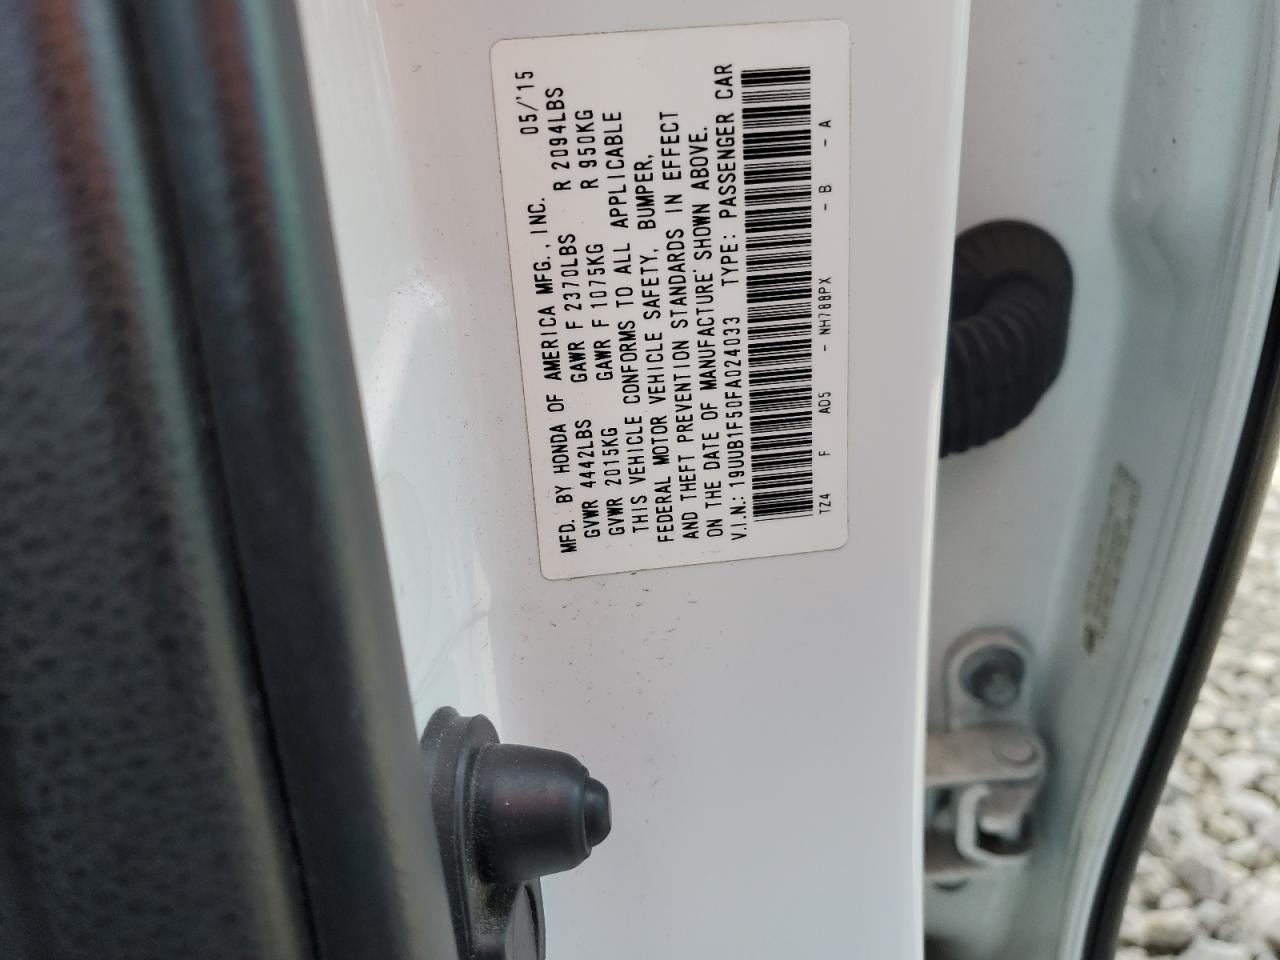 MFD. BY HONDA OF AMERICA MFG., INC. 05/'15
GVWR 4442LBS GAWR F 2370LBS R 2094LBS
GVWR 2015KG GAWR F 1075KG R 950KG
THIS VEHICLE CONFORMS TO ALL APPLICABLE
FEDERAL MOTOR VEHICLE SAFETY, BUMPER,
AND THEFT PREVENTION STANDARDS IN EFFECT
ON THE DATE OF MANUFACTURE SHOWN ABOVE.
V.I.N.: 19UUB1F50FA024033 TYPE: PASSENGER CAR
TZ4 F AD5 - NH788PX - B - A